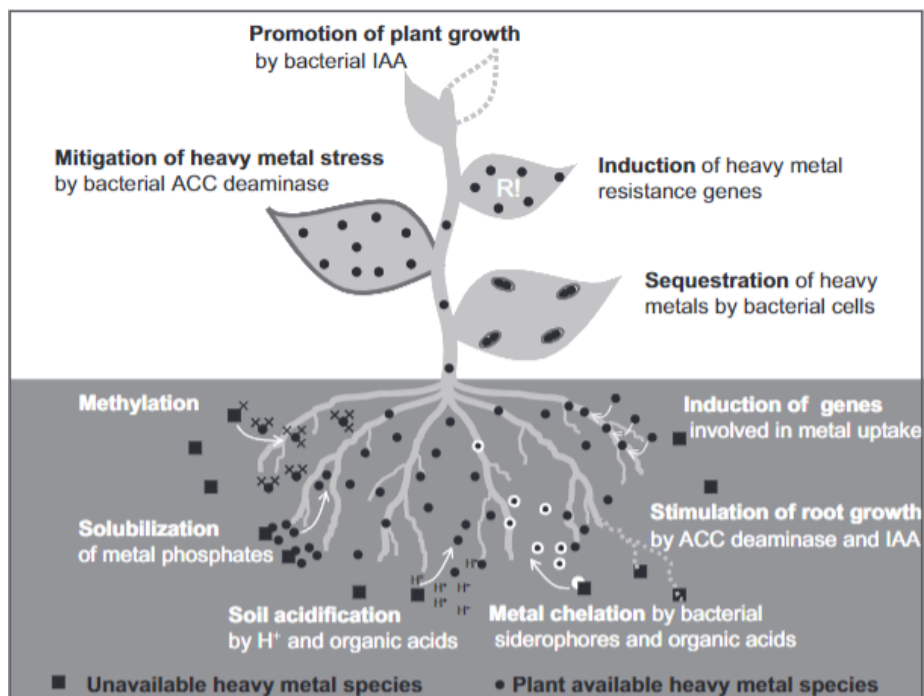 Promotion of plant growth
by bacterial IAA
Mitigation of heavy metal stress
by bacterial ACC deaminase
Induction of heavy metal
resistance genes
R!
Sequestration of heavy
metals by bacterial cells
Methylation
Induction of genes
involved in metal uptake
Solubilization
of metal phosphates
Stimulation of root growth
by ACC deaminase and IAA
H⁺
H⁺
H⁺
H⁺
H⁺
H⁺
H⁺
Soil acidification
by H⁺ and organic acids
Metal chelation by bacterial
siderophores and organic acids
Unavailable heavy metal species
Plant available heavy metal species